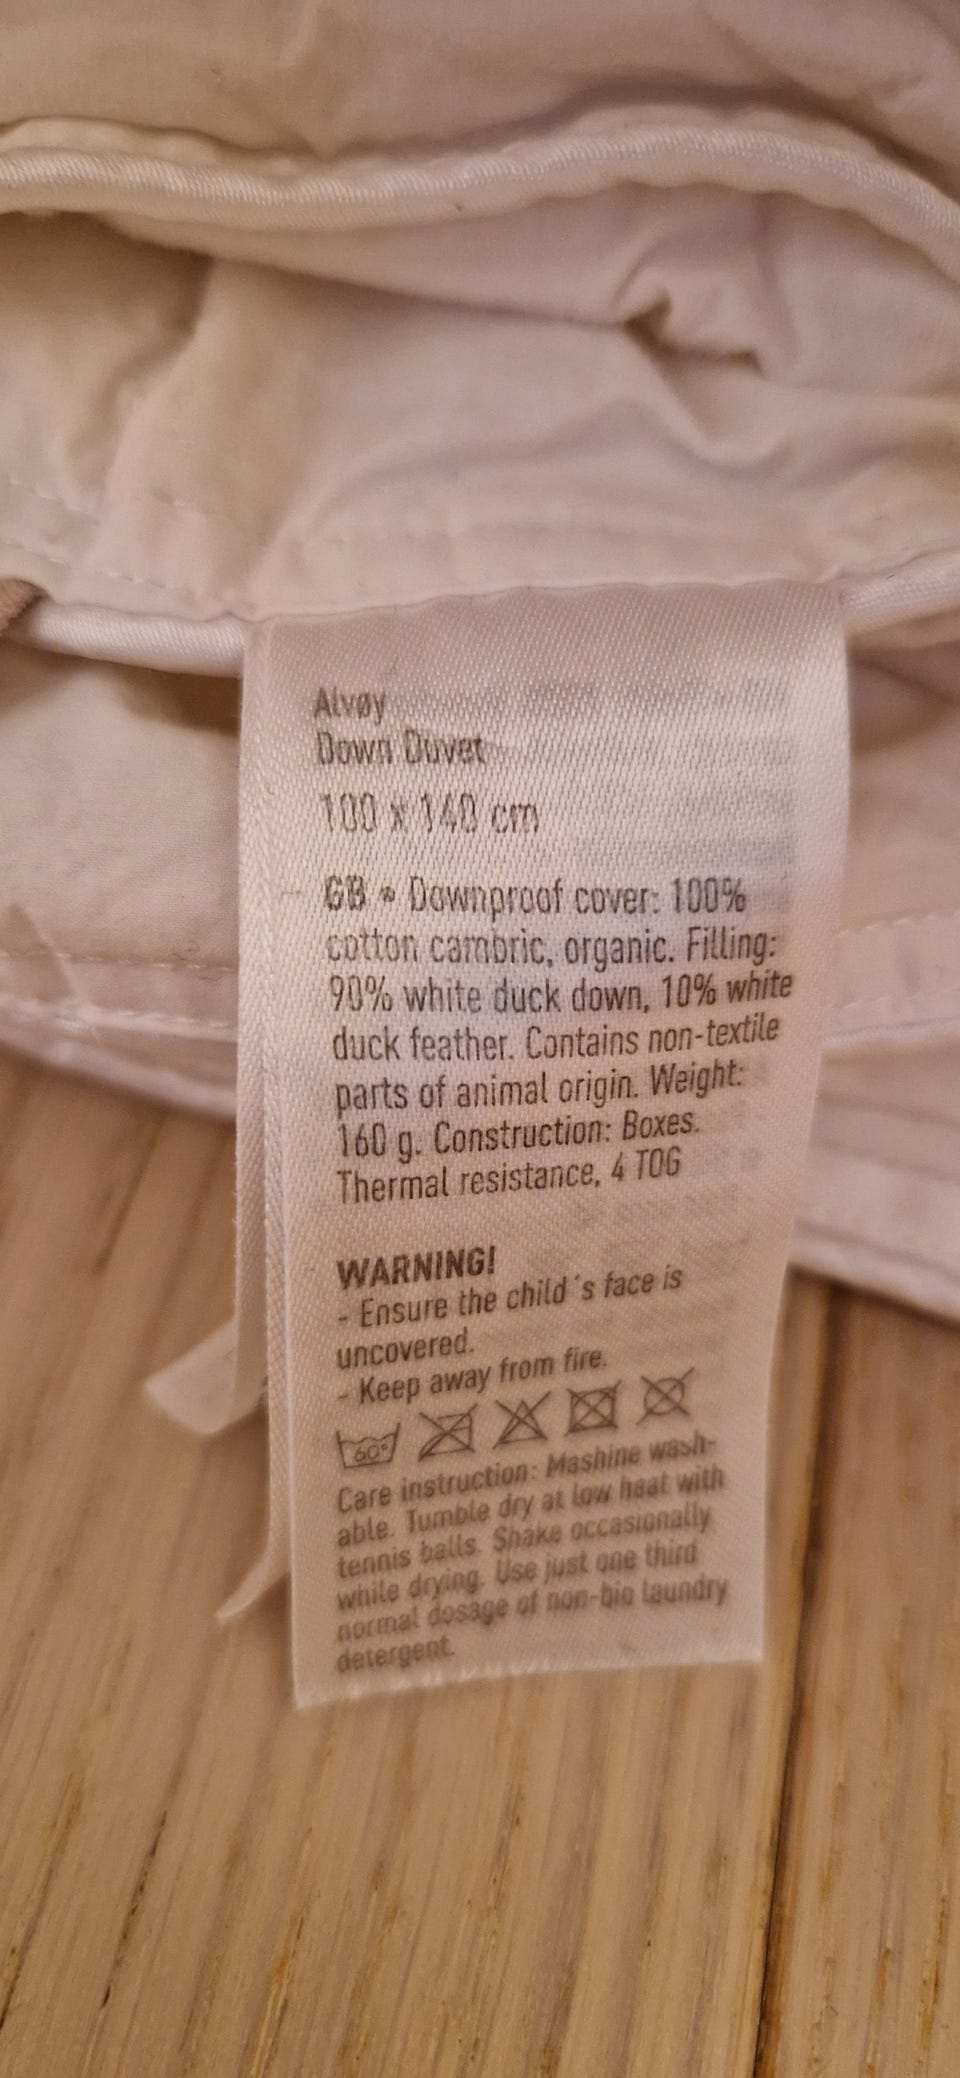 Alvøy
Down Duvet
100 x 140 cm
GB • Downproof cover: 100%
cotton cambric, organic. Filling:
90% white duck down, 10% white
duck feather. Contains non-textile
parts of animal origin. Weight:
160 g. Construction: Boxes.
Thermal resistance, 4 TOG
WARNING!
- Ensure the child´s face is
uncovered.
- Keep away from fire.
60°
Care instruction: Mashine wash-
able. Tumble dry at low heat with
tennis balls. Shake occasionally
while drying. Use just one third
normal dosage of non-bio laundry
detergent.